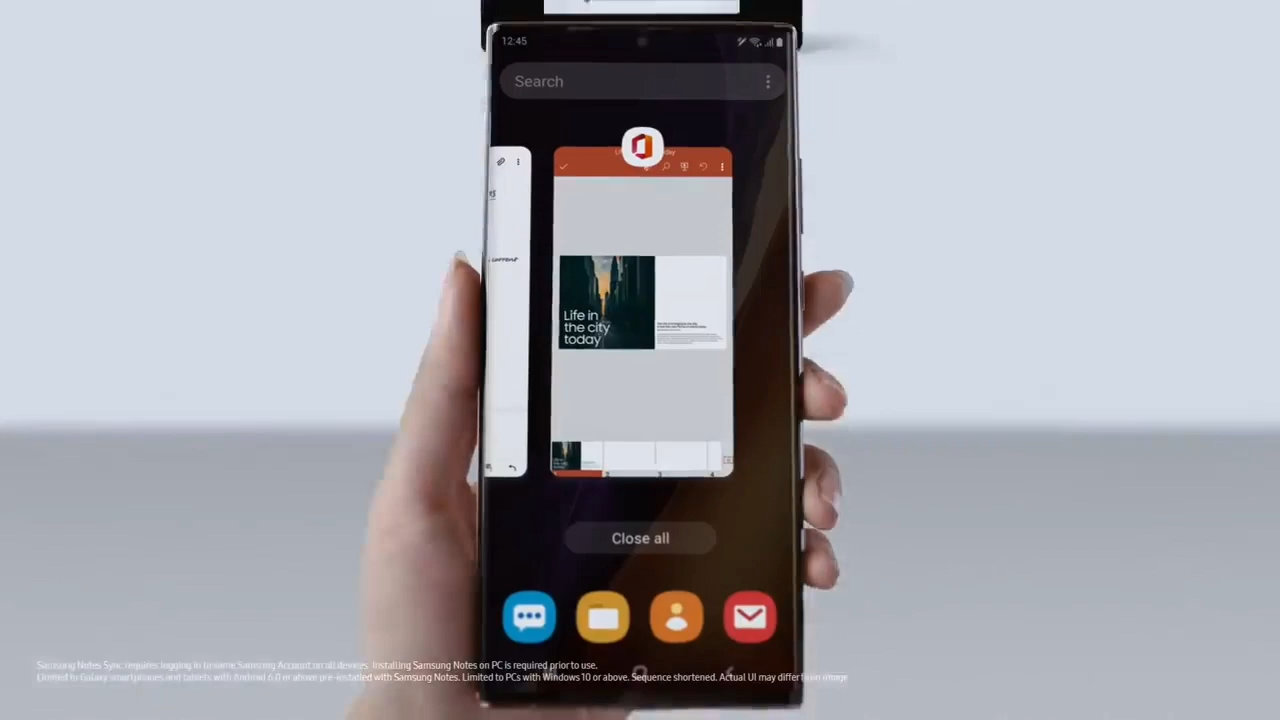 12:45
Search
Life in
the city
today
2
3
4
Close all
Samsung Notes Sync requires logging in to same Samsung Account on all devices. Installing Samsung Notes on PC is required prior to use.
Limited to Galaxy smartphones and tablets with Android 6.0 or above pre-installed with Samsung Notes. Limited to PCs with Windows 10 or above. Sequence shortened. Actual UI may differ from image